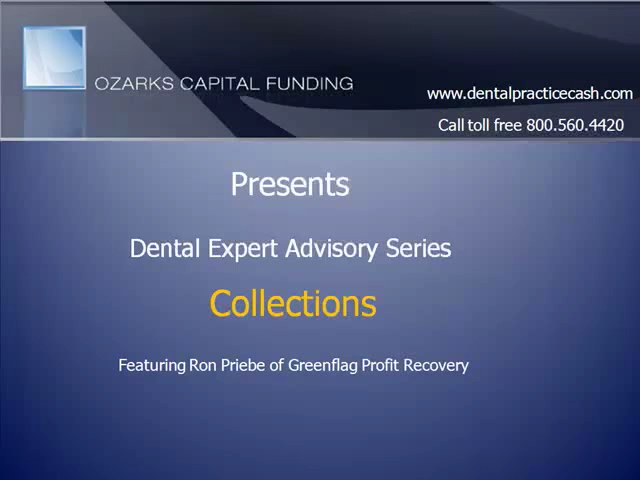 OZARKS CAPITAL FUNDING
www.dentalpracticecash.com
Call toll free 800.560.4420
Presents
Dental Expert Advisory Series
Collections
Featuring Ron Priebe of Greenflag Profit Recovery